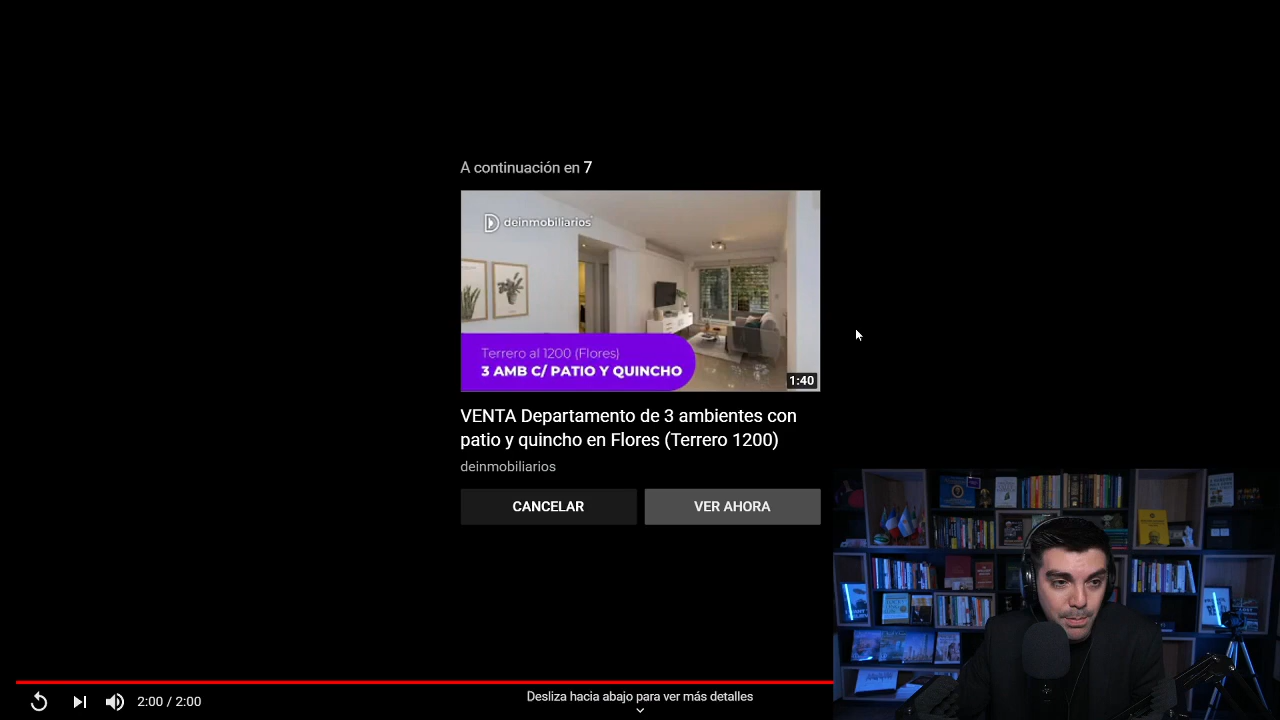 A continuación en 7
deinmobiliarios
Terrero al 1200 (Flores)
3 AMB C/ PATIO Y QUINCHO
1:40
VENTA Departamento de 3 ambientes con
patio y quincho en Flores (Terrero 1200)
deinmobiliarios
CANCELAR
VER AHORA
2:00 / 2:00
Desliza hacia abajo para ver más detalles